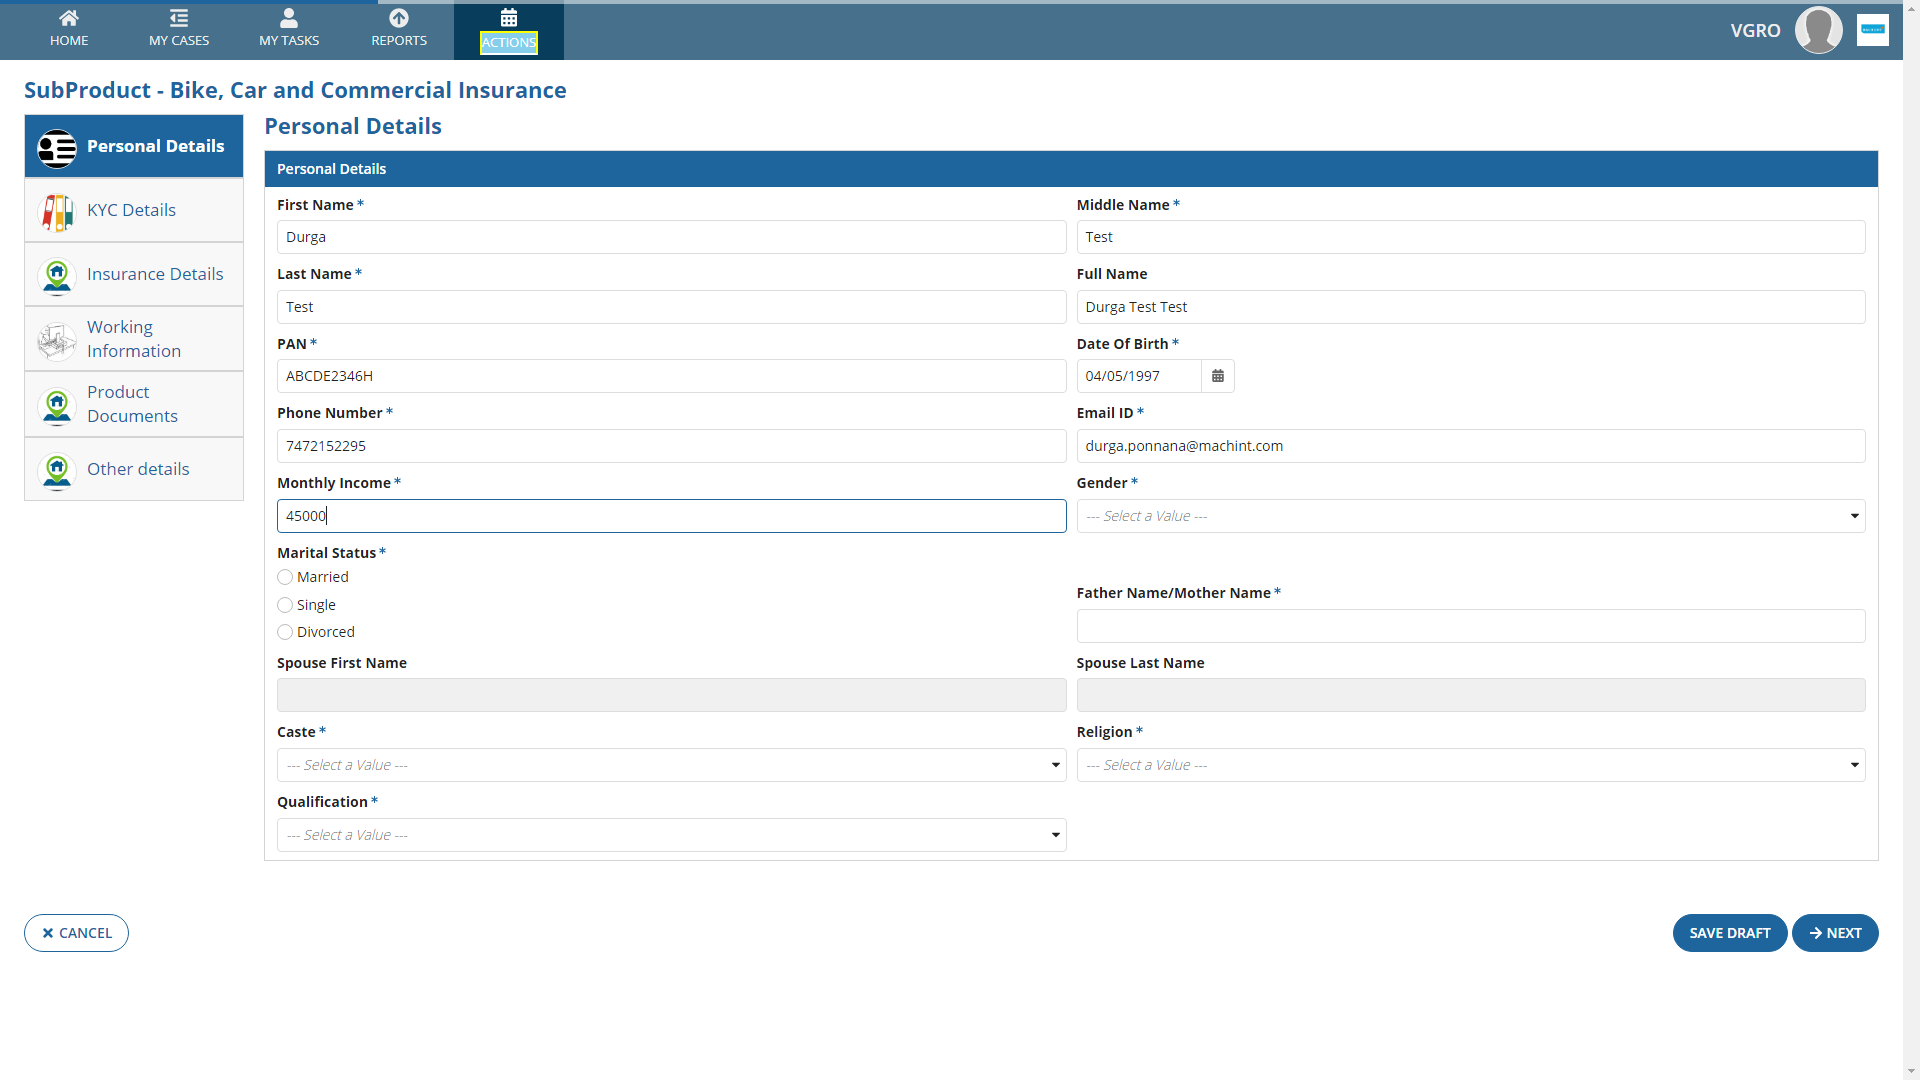 HOME
MY CASES
MY TASKS
REPORTS
ACTIONS
VGRO
SubProduct - Bike, Car and Commercial Insurance
Personal Details
KYC Details
Insurance Details
Working
Information
Product
Documents
Other details
Personal Details
Personal Details
First Name *
Durga
Middle Name *
Test
Last Name *
Test
Full Name
Durga Test Test
PAN *
ABCDE2346H
Date Of Birth *
04/05/1997
Phone Number *
7472152295
Email ID *
durga.ponnana@machint.com
Monthly Income *
45000
Gender *
--- Select a Value ---
Marital Status *
Married
Single
Divorced
Father Name/Mother Name *
Spouse First Name
Spouse Last Name
Caste *
--- Select a Value ---
Religion *
--- Select a Value ---
Qualification *
--- Select a Value ---
CANCEL
SAVE DRAFT
NEXT